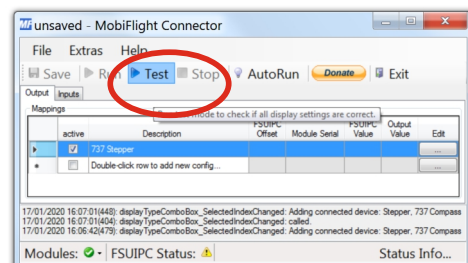 unsaved - MobiFlight Connector
File Extras Help
Save Run Test Stop AutoRun Donate Exit
Output Inputs
Mappings
mode to check if all display settings are correct.
active Description FSUIPC Offset Module Serial FSUIPC Value Output Value Edit
737 Stepper ...
Double-click row to add new config... ...
17/01/2020 16:07:01(448): displayTypeComboBox_SelectedIndexChanged: Adding connected device: Stepper, 737 Compass
17/01/2020 16:07:01(404): displayTypeComboBox_SelectedIndexChanged: called.
17/01/2020 16:06:42(479): displayTypeComboBox_SelectedIndexChanged: Adding connected device: Stepper, 737 Compass
Modules: FSUIPC Status: Status Info...